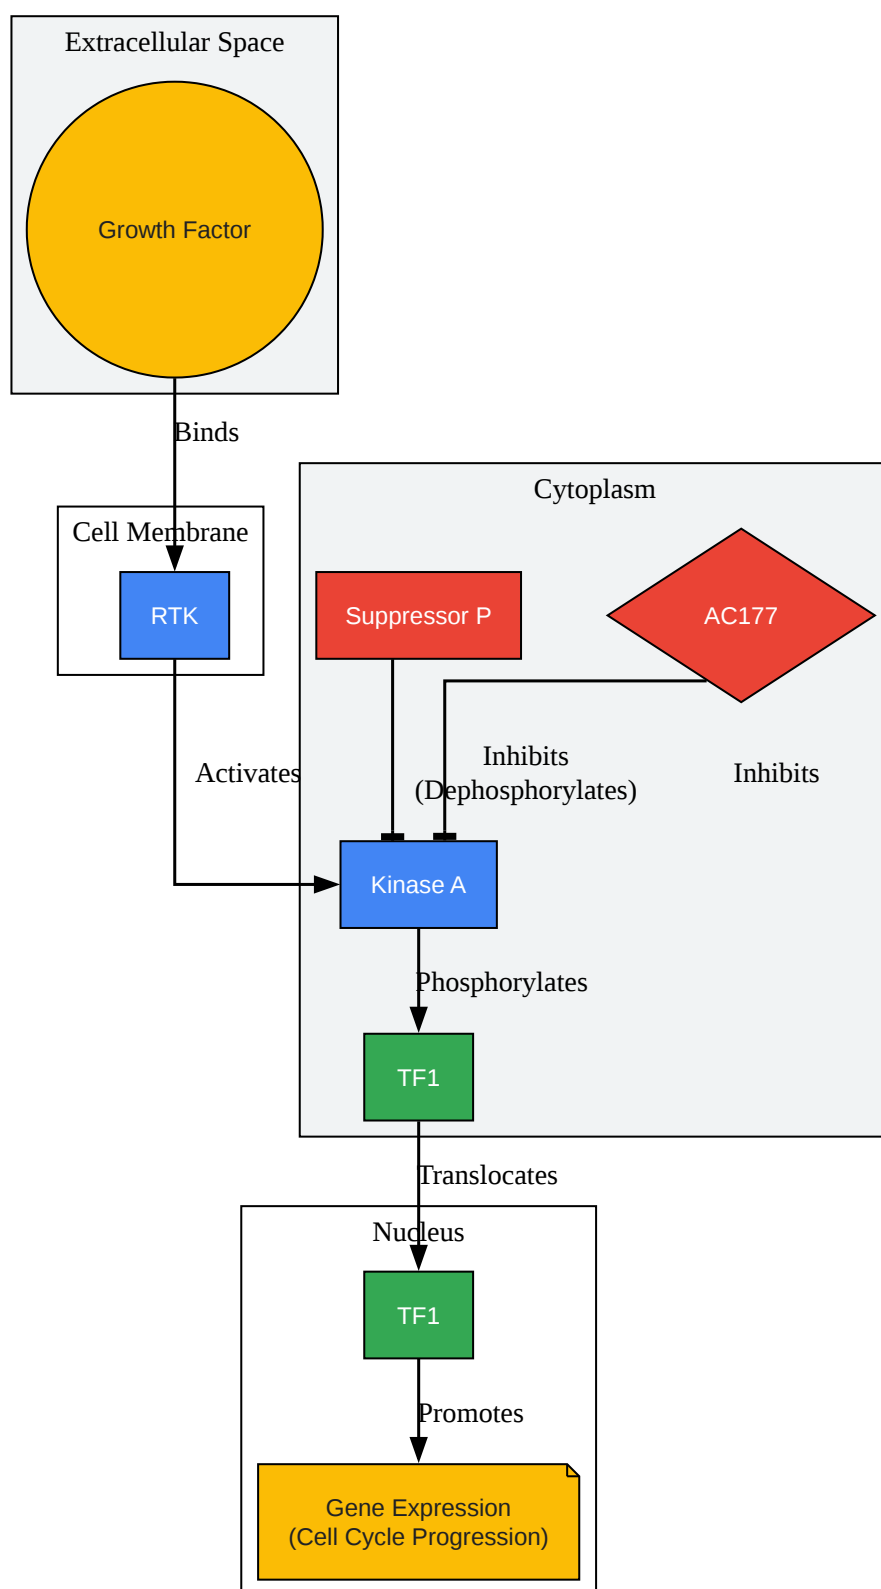 Extracellular Space
Growth Factor
Binds
Cytoplasm
Cell Membrane
RTK
Suppressor P
AC177
Activates
Inhibits
(Dephosphorylates)
Inhibits
Kinase A
Phosphorylates
TF1
Translocates
Nucleus
TF1
Promotes
Gene Expression
(Cell Cycle Progression)